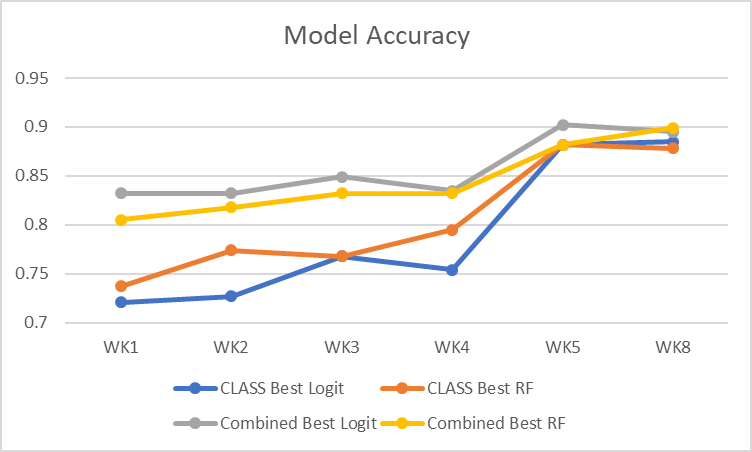 Model Accuracy
0.95
0.9
0.85
0.8
0.75
0.7
WK1 WK2 WK3 WK4 WK5 WK8
CLASS Best Logit CLASS Best RF
Combined Best Logit Combined Best RF